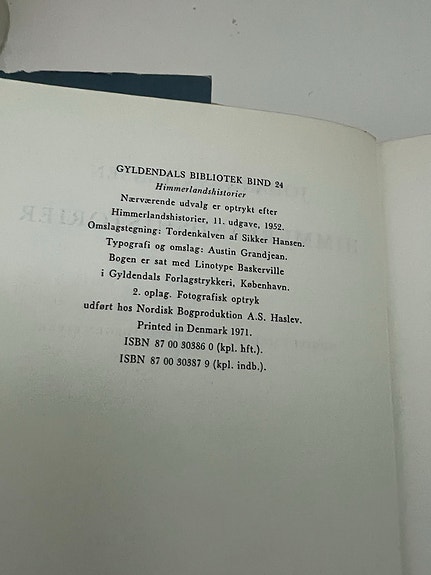 GYLDENDALS BIBLIOTEK BIND 24
Himmerlandshistorier
Nærværende udvalg er optrykt efter
Himmerlandshistorier, 11. udgave, 1952.
Omslagstegning: Tordenkalven af Sikker Hansen.
Typografi og omslag: Austin Grandjean.
Bogen er sat med Linotype Baskerville
i Gyldendals Forlagstrykkeri, København.
2. oplag. Fotografisk optryk
udført hos Nordisk Bogproduktion A.S. Haslev.
Printed in Denmark 1971.
ISBN 87 00 30386 0 (kpl. hft.).
ISBN 87 00 30387 9 (kpl. indb.).